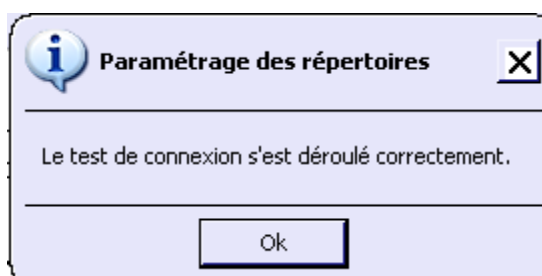 Paramétrage des répertoires
Le test de connexion s'est déroulé correctement.
Ok